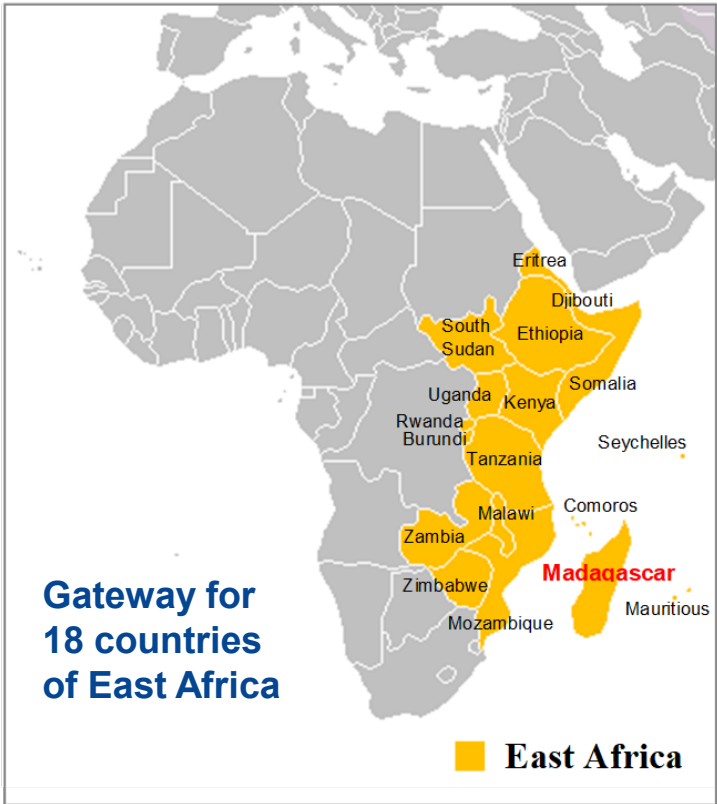 Eritrea
Djibouti
South
Sudan
Ethiopia
Somalia
Uganda
Kenya
Rwanda
Burundi
Seychelles
Tanzania
Comoros
Malawi
Zambia
Madagascar
Zimbabwe
Mauritious
Mozambique
Gateway for
18 countries
of East Africa
East Africa